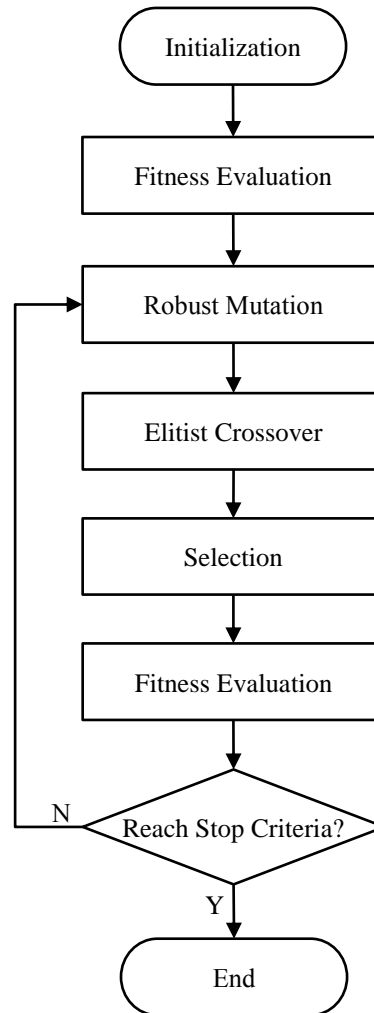 Initialization
Fitness Evaluation
Robust Mutation
Elitist Crossover
Selection
Fitness Evaluation
Reach Stop Criteria?
N
Y
End